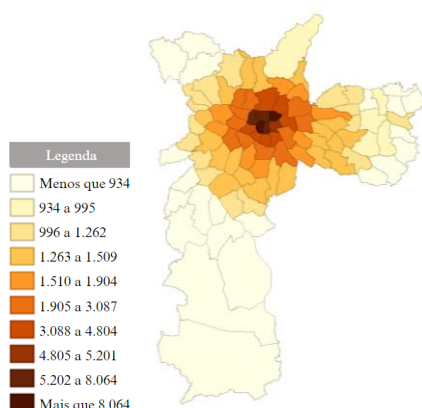 Legenda
Menos que 934
934 a 995
996 a 1.262
1.263 a 1.509
1.510 a 1.904
1.905 a 3.087
3.088 a 4.804
4.805 a 5.201
5.202 a 8.064
Mais que 8.064